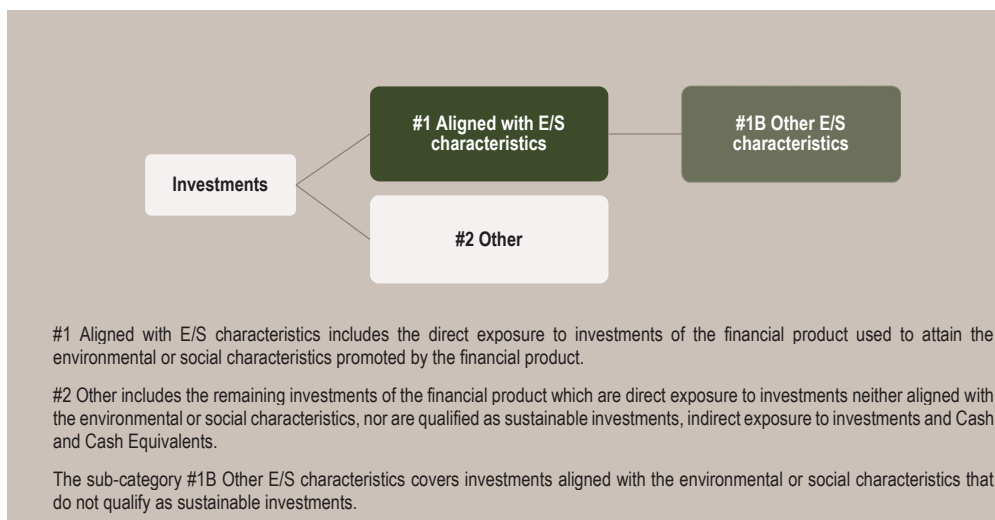 #1 Aligned with E/S
characteristics
#1B Other E/S
characteristics
Investments
#2 Other
#1 Aligned with E/S characteristics includes the direct exposure to investments of the financial product used to attain the
environmental or social characteristics promoted by the financial product.
#2 Other includes the remaining investments of the financial product which are direct exposure to investments neither aligned with
the environmental or social characteristics, nor are qualified as sustainable investments, indirect exposure to investments and Cash
and Cash Equivalents.
The sub-category #1B Other E/S characteristics covers investments aligned with the environmental or social characteristics that
do not qualify as sustainable investments.